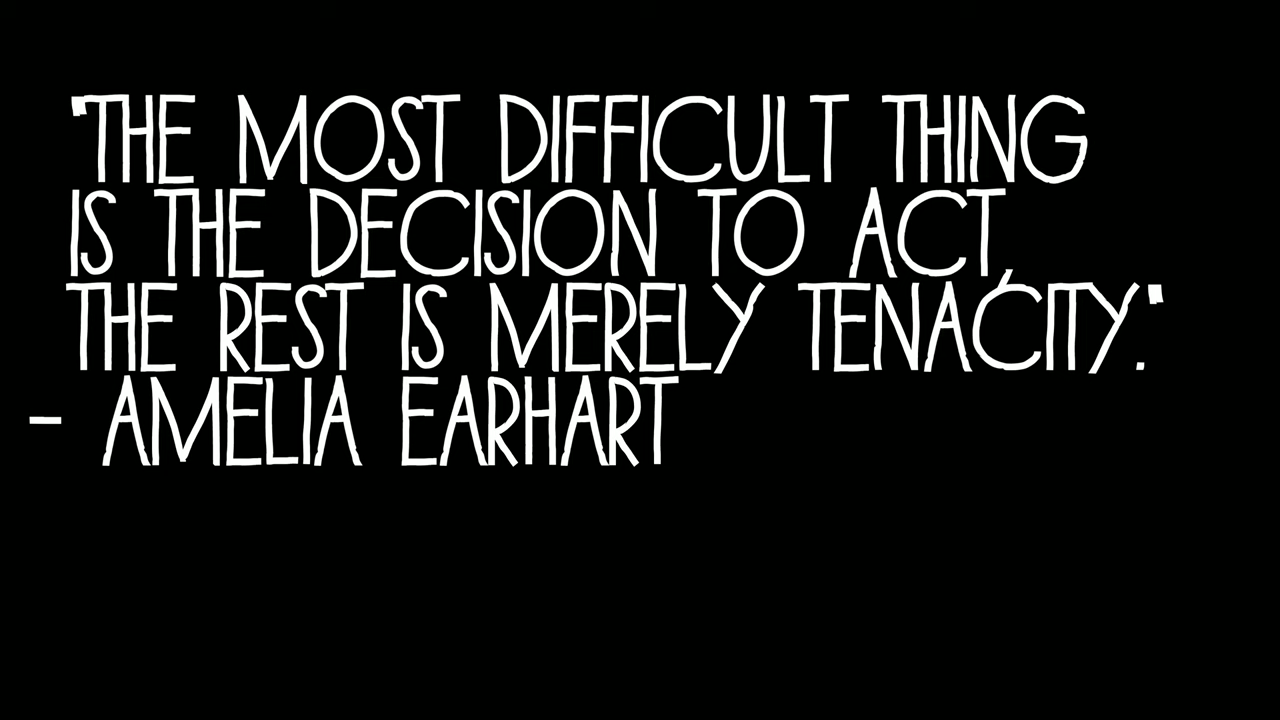 "THE MOST DIFFICULT THING
IS THE DECISION TO ACT,
THE REST IS MERELY TENACITY."
- AMELIA EARHART